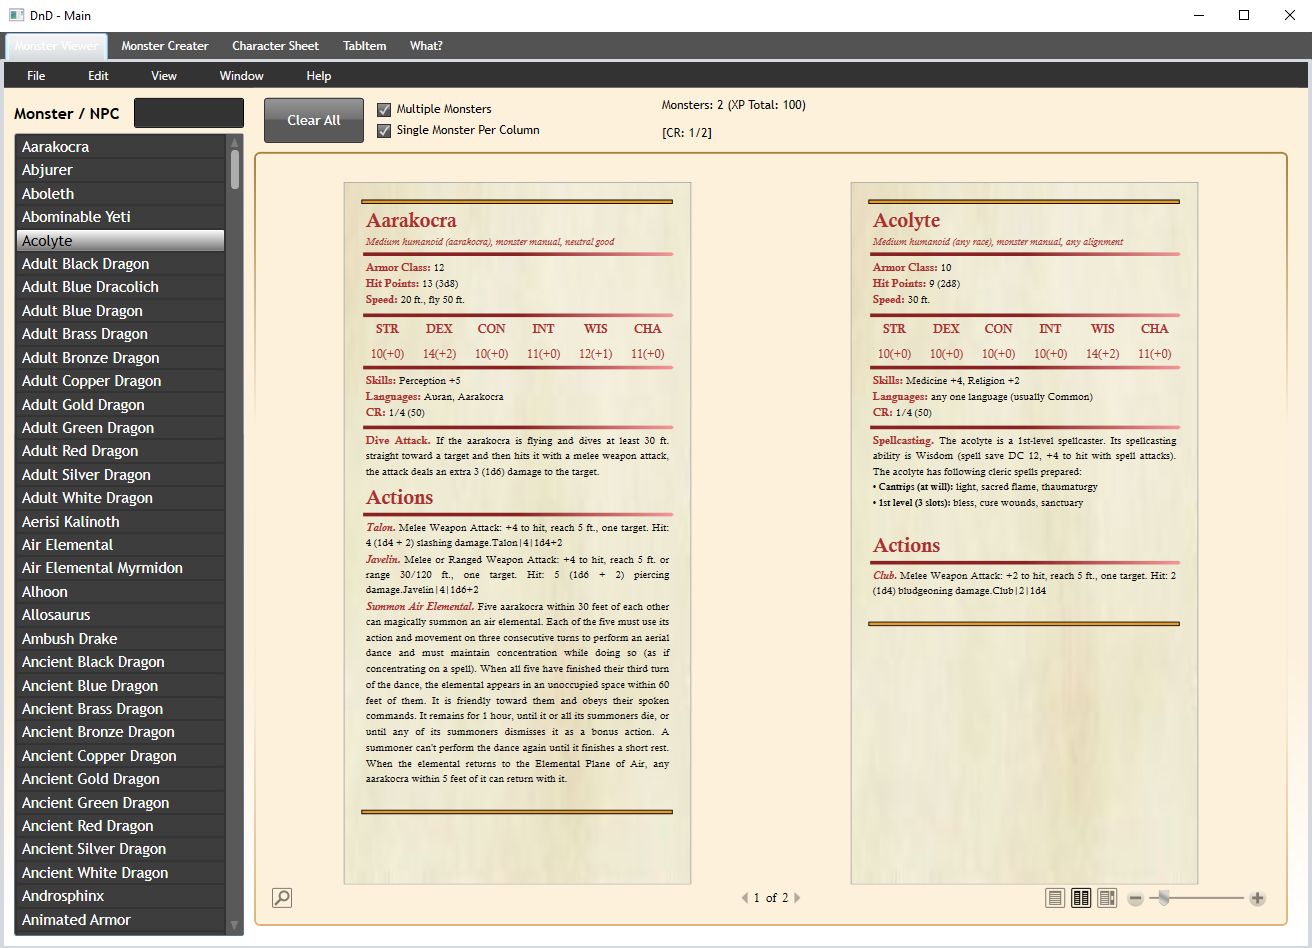 DnD - Main
Monster Viewer Monster Creater Character Sheet TabItem What?
File Edit View Window Help
Monster / NPC
Clear All
Multiple Monsters
Single Monster Per Column
Monsters: 2 (XP Total: 100)
[CR: 1/2]
Aarakocra
Abjurer
Aboleth
Abominable Yeti
Acolyte
Adult Black Dragon
Adult Blue Dracolich
Adult Blue Dragon
Adult Brass Dragon
Adult Bronze Dragon
Adult Copper Dragon
Adult Gold Dragon
Adult Green Dragon
Adult Red Dragon
Adult Silver Dragon
Adult White Dragon
Aerisi Kalinoth
Air Elemental
Air Elemental Myrmidon
Alhoon
Allosaurus
Ambush Drake
Ancient Black Dragon
Ancient Blue Dragon
Ancient Brass Dragon
Ancient Bronze Dragon
Ancient Copper Dragon
Ancient Gold Dragon
Ancient Green Dragon
Ancient Red Dragon
Ancient Silver Dragon
Ancient White Dragon
Androsphinx
Animated Armor
Aarakocra
Medium humanoid (aarakocra), monster manual, neutral good
Armor Class: 12
Hit Points: 13 (3d8)
Speed: 20 ft., fly 50 ft.
STR DEX CON INT WIS CHA
10(+0) 14(+2) 10(+0) 11(+0) 12(+1) 11(+0)
Skills: Perception +5
Languages: Auran, Aarakocra
CR: 1/4 (50)
Dive Attack. If the aarakocra is flying and dives at least 30 ft.
straight toward a target and then hits it with a melee weapon attack,
the attack deals an extra 3 (1d6) damage to the target.
Actions
Talon. Melee Weapon Attack: +4 to hit, reach 5 ft., one target. Hit:
4 (1d4 + 2) slashing damage.Talon|4|1d4+2
Javelin. Melee or Ranged Weapon Attack: +4 to hit, reach 5 ft. or
range 30/120 ft., one target. Hit: 5 (1d6 + 2) piercing
damage.Javelin|4|1d6+2
Summon Air Elemental. Five aarakocra within 30 feet of each other
can magically summon an air elemental. Each of the five must use its
action and movement on three consecutive turns to perform an aerial
dance and must maintain concentration while doing so (as if
concentrating on a spell). When all five have finished their third turn
of the dance, the elemental appears in an unoccupied space within 60
feet of them. It is friendly toward them and obeys their spoken
commands. It remains for 1 hour, until it or all its summoners die, or
until any of its summoners dismisses it as a bonus action. A
summoner can't perform the dance again until it finishes a short rest.
When the elemental returns to the Elemental Plane of Air, any
aarakocra within 5 feet of it can return with it.
Acolyte
Medium humanoid (any race), monster manual, any alignment
Armor Class: 10
Hit Points: 9 (2d8)
Speed: 30 ft.
STR DEX CON INT WIS CHA
10(+0) 10(+0) 10(+0) 10(+0) 14(+2) 11(+0)
Skills: Medicine +4, Religion +2
Languages: any one language (usually Common)
CR: 1/4 (50)
Spellcasting. The acolyte is a 1st-level spellcaster. Its spellcasting
ability is Wisdom (spell save DC 12, +4 to hit with spell attacks).
The acolyte has following cleric spells prepared:
• Cantrips (at will): light, sacred flame, thaumaturgy
• 1st level (3 slots): bless, cure wounds, sanctuary
Actions
Club. Melee Weapon Attack: +2 to hit, reach 5 ft., one target. Hit: 2
(1d4) bludgeoning damage.Club|2|1d4
1 of 2